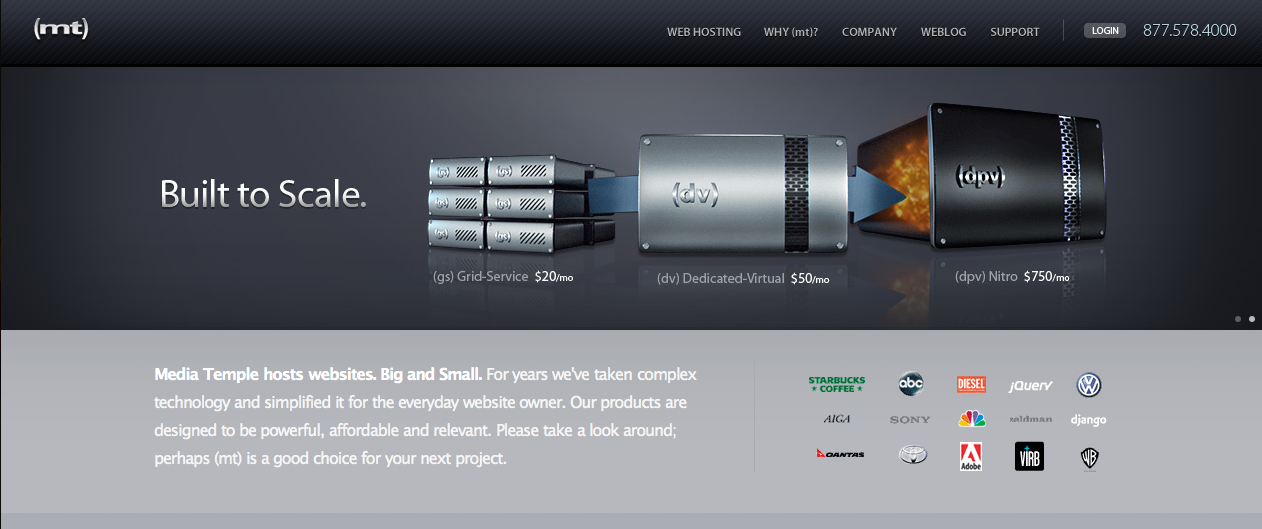 (mt)
WEB HOSTING WHY (mt)? COMPANY WEBLOG SUPPORT LOGIN 877.578.4000
Built to Scale.
(gs) (gs)
(gs) (gs)
(gs) (gs)
(dv)
(dpv)
(gs) Grid-Service $20/mo
(dv) Dedicated-Virtual $50/mo
(dpv) Nitro $750/mo
Media Temple hosts websites. Big and Small. For years we've taken complex
technology and simplified it for the everyday website owner. Our products are
designed to be powerful, affordable and relevant. Please take a look around;
perhaps (mt) is a good choice for your next project.
STARBUCKS
COFFEE
abc
DIESEL
jQuery
AIGA
SONY
django
QANTAS
Adobe
VIRB
WB